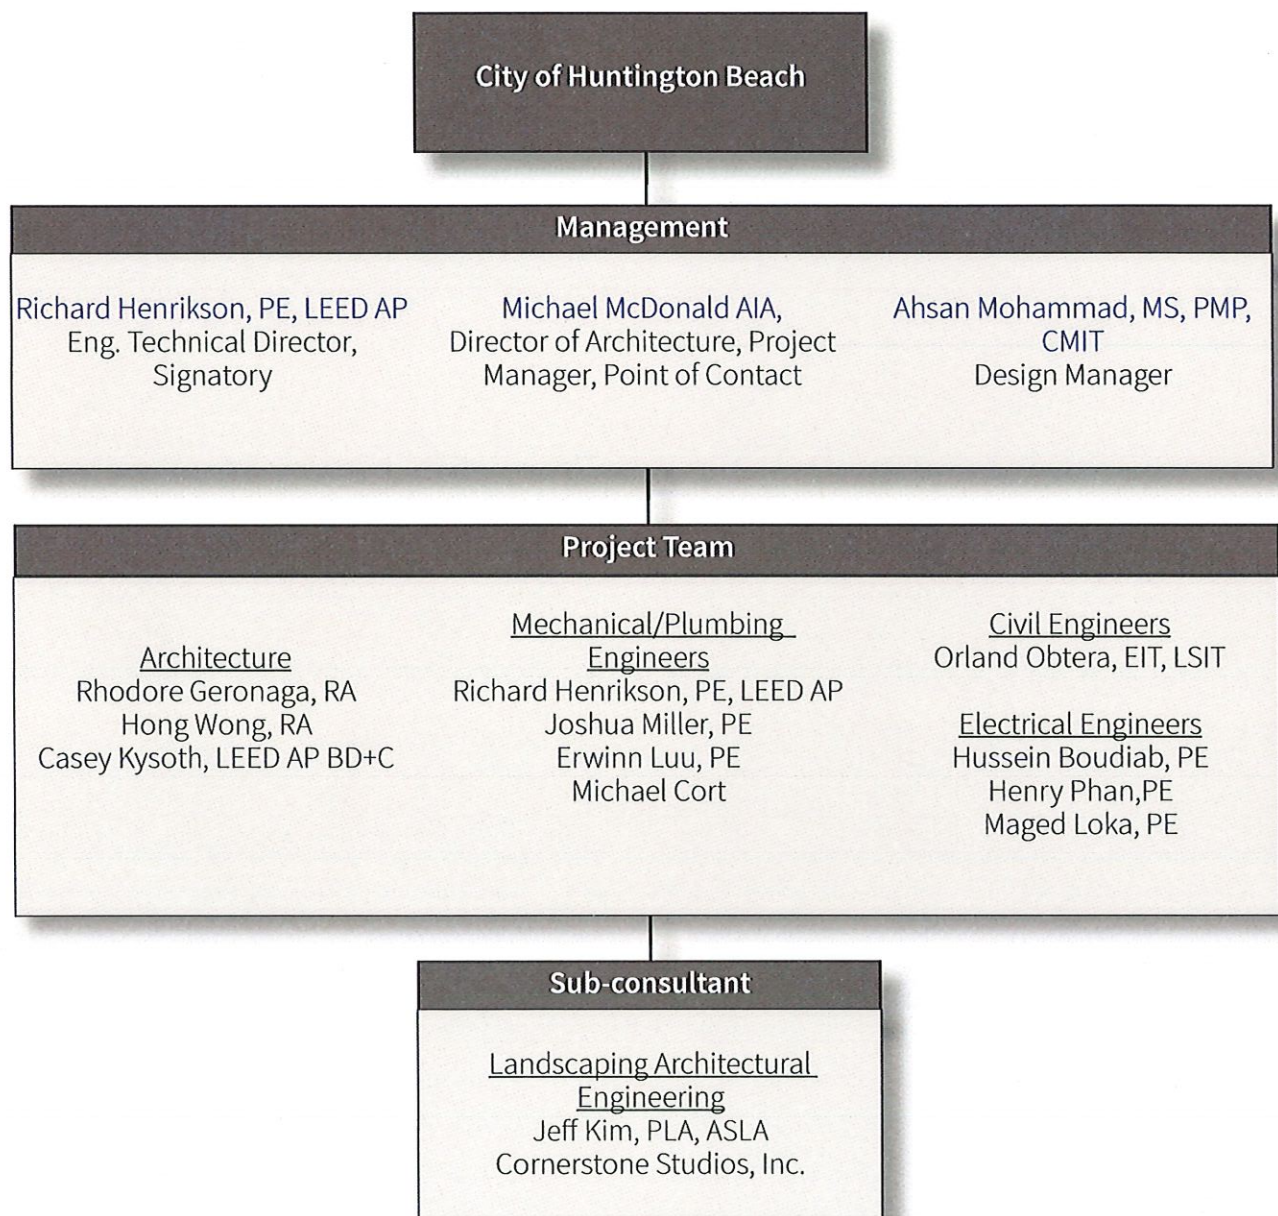 City of Huntington Beach
Management
Richard Henrikson, PE, LEED AP
Eng. Technical Director,
Signatory
Michael McDonald AIA,
Director of Architecture, Project
Manager, Point of Contact
Ahsan Mohammad, MS, PMP,
CMIT
Design Manager
Project Team
Architecture
Rhodore Geronaga, RA
Hong Wong, RA
Casey Kysoth, LEED AP BD+C
Mechanical/Plumbing
Engineers
Richard Henrikson, PE, LEED AP
Joshua Miller, PE
Erwinn Luu, PE
Michael Cort
Civil Engineers
Orland Obtera, EIT, LSIT
Electrical Engineers
Hussein Boudiab, PE
Henry Phan,PE
Maged Loka, PE
Sub-consultant
Landscaping Architectural
Engineering
Jeff Kim, PLA, ASLA
Cornerstone Studios, Inc.